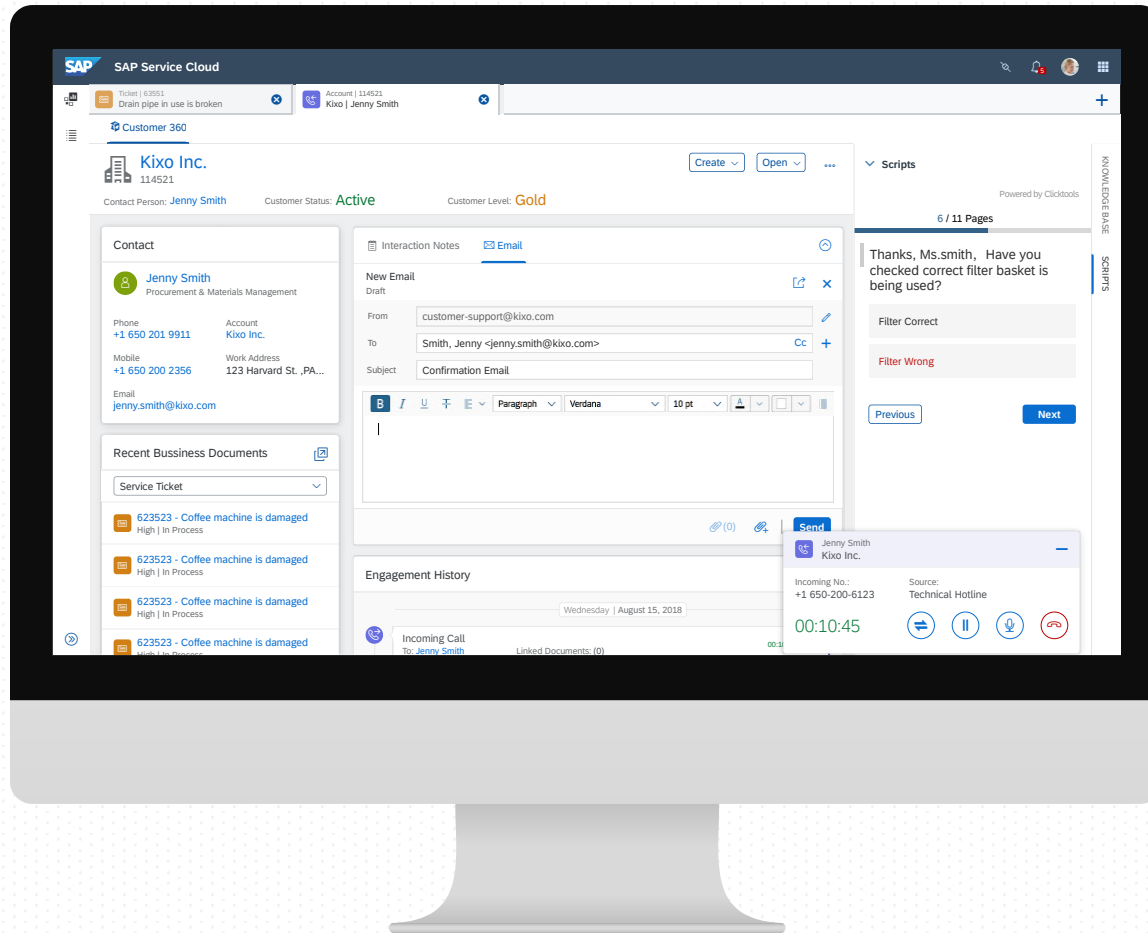 SAP SAP Service Cloud
5
Ticket | 63551
Drain pipe in use is broken
Account | 114521
Kixo | Jenny Smith
Customer 360
Kixo Inc.
114521
Create
Open
Contact Person: Jenny Smith
Customer Status: Active
Customer Level: Gold
Contact
Jenny Smith
Procurement & Materials Management
Phone
+1 650 201 9911
Account
Kixo Inc.
Mobile
+1 650 200 2356
Work Address
123 Harvard St. ,PA...
Email
jenny.smith@kixo.com
Recent Bussiness Documents
Service Ticket
623523 - Coffee machine is damaged
High | In Process
623523 - Coffee machine is damaged
High | In Process
623523 - Coffee machine is damaged
High | In Process
623523 - Coffee machine is damaged
High | In Process
Interaction Notes
Email
New Email
Draft
From customer-support@kixo.com
To Smith, Jenny <jenny.smith@kixo.com> Cc
Subject Confirmation Email
B I U T Paragraph Verdana 10 pt A
(0)
Send
Engagement History
Wednesday | August 15, 2018
Incoming Call
To: Jenny Smith
Linked Documents: (0)
Scripts
Powered by Clicktools
6 / 11 Pages
Thanks, Ms.smith, Have you
checked correct filter basket is
being used?
Filter Correct
Filter Wrong
Previous
Next
KNOWLEDGE BASE
SCRIPTS
Jenny Smith
Kixo Inc.
Incoming No.:
+1 650-200-6123
Source:
Technical Hotline
00:10:45